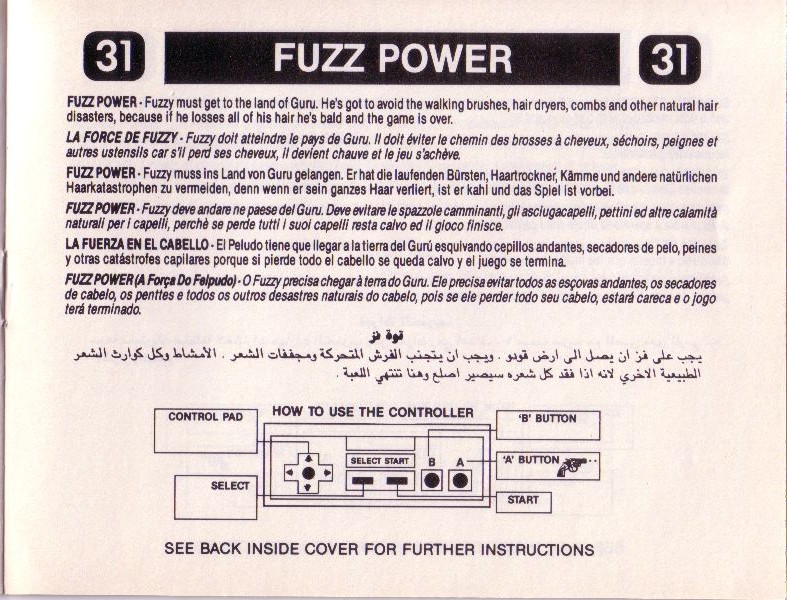 31 FUZZ POWER 31
FUZZ POWER - Fuzzy must get to the land of Guru. He's got to avoid the walking brushes, hair dryers, combs and other natural hair
disasters, because if he losses all of his hair he's bald and the game is over.
LA FORCE DE FUZZY - Fuzzy doit atteindre le pays de Guru. Il doit éviter le chemin des brosses à cheveux, séchoirs, peignes et
autres ustensils car s'il perd ses cheveux, il devient chauve et le jeu s'achève.
FUZZ POWER - Fuzzy muss ins Land von Guru gelangen. Er hat die laufenden Bürsten, Haartrockner, Kämme und andere natürlichen
Haarkatastrophen zu vermeiden, denn wenn er sein ganzes Haar verliert, ist er kahl und das Spiel ist vorbei.
FUZZ POWER - Fuzzy deve andare ne paese del Guru. Deve evitare le spazzole camminanti, gli asciugacapelli, pettini ed altre calamità
naturali per i capelli, perchè se perde tutti i suoi capelli resta calvo ed il gioco finisce.
LA FUERZA EN EL CABELLO - El Peludo tiene que llegar a la tierra del Gurú esquivando cepillos andantes, secadores de pelo, peines
y otras catástrofes capilares porque si pierde todo el cabello se queda calvo y el juego se termina.
FUZZ POWER (A Força Do Felpudo) - O Fuzzy precisa chegar à terra do Guru. Ele precisa evitar todos as esçovas andantes, os secadores
de cabelo, os penttes e todos os outros desastres naturais do cabelo, pois se ele perder todo seu cabelo, estará careca e o jogo
terá terminado.
قوة فز
يجب على فز ان يصل الى ارض قودو . ويجب ان يتجنب الفرش المتحركة ومجففات الشعر . الأمشاط وكل كوارث الشعر
الطبيعية الاخري لانه اذا فقد كل شعره سيصير اصلع وهنا تنتهي اللعبة .
HOW TO USE THE CONTROLLER
CONTROL PAD
'B' BUTTON
SELECT START B A
'A' BUTTON
SELECT
START
SEE BACK INSIDE COVER FOR FURTHER INSTRUCTIONS